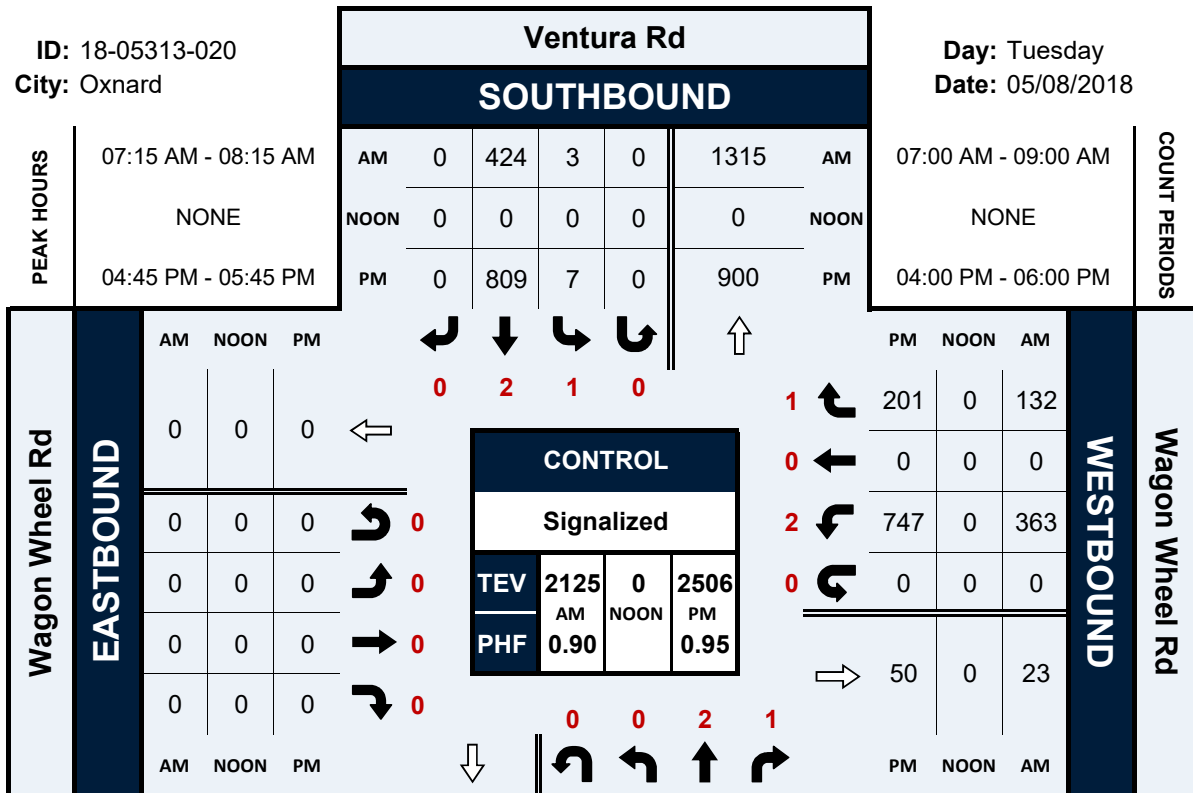 ID: 18-05313-020
City: Oxnard
Ventura Rd
SOUTHBOUND
Day: Tuesday
Date: 05/08/2018
PEAK HOURS
07:15 AM - 08:15 AM
NONE
04:45 PM - 05:45 PM
AM 0 424 3 0 1315 AM
NOON 0 0 0 0 0 NOON
PM 0 809 7 0 900 PM
07:00 AM - 09:00 AM
NONE
04:00 PM - 06:00 PM
COUNT PERIODS
0 2 1 0
Wagon Wheel Rd
EASTBOUND
AM NOON PM
0 0 0
0 0 0 0
0 0 0 0
0 0 0 0
0 0 0 0
AM NOON PM
CONTROL
Signalized
TEV 2125 0 2506
AM NOON PM
PHF 0.90 0.95
PM NOON AM
1 201 0 132
0 0 0 0
2 747 0 363
0 0 0 0
50 0 23
PM NOON AM
WESTBOUND
Wagon Wheel Rd
0 0 2 1